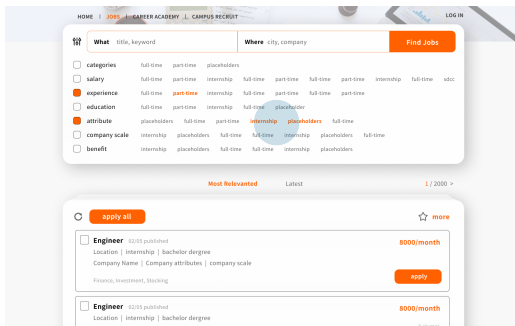 HOME | JOBS | CAREER ACADEMY | CAMPUS RECRUIT LOG IN
What title, keyword Where city, company Find Jobs
categories full-time part-time placeholders
salary full-time part-time internship full-time part-time full-time part-time internship full-time sdcc
experience full-time part-time internship full-time part-time full-time part-time
education full-time part-time internship full-time placeholder
attribute placeholders full-time part-time internship placeholders full-time
company scale internship placeholders full-time full-time internship placeholders full-time
benefit internship placeholders full-time full-time internship placeholders
Most Relevanted Latest 1 / 2000 >
apply all more
Engineer 02/05 published 8000/month
Location | internship | bachelor dergree
Company Name | Company attributes | company scale
Finance, Investment, Stocking apply
Engineer 02/05 published 8000/month
Location | internship | bachelor dergree